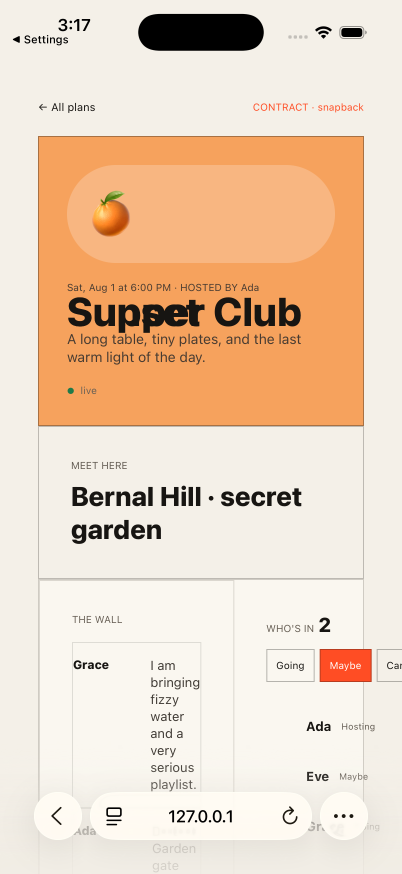 3:17
◀ Settings
← All plans
CONTRACT · snapback
Sat, Aug 1 at 6:00 PM · HOSTED BY Ada
Supper Club
A long table, tiny plates, and the last
warm light of the day.
live
MEET HERE
Bernal Hill · secret
garden
THE WALL
Grace
I am
bringing
fizzy
water
and a
very
serious
playlist.
Ada
Garden
gate
WHO'S IN 2
Going
Maybe
Ada Hosting
Eve Maybe
127.0.0.1